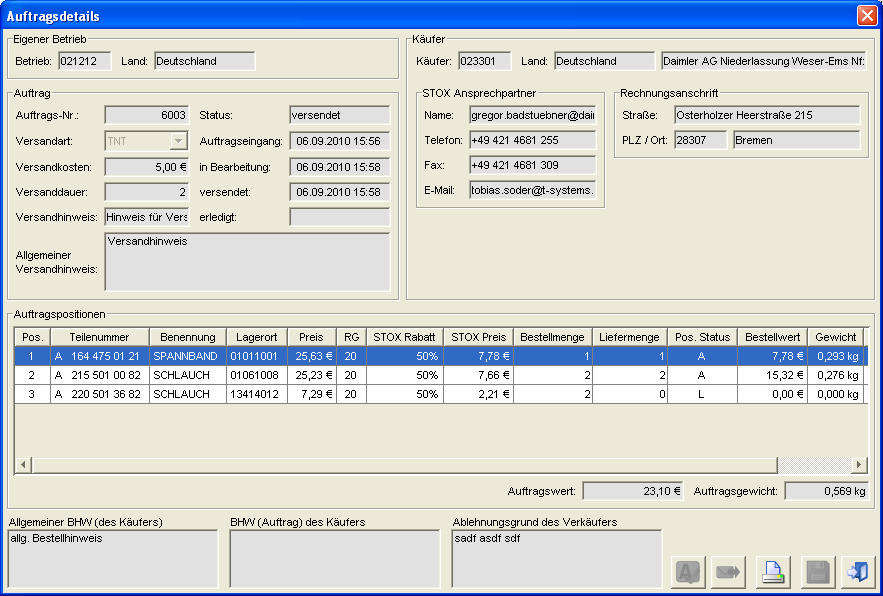 Auftragsdetails
Eigener Betrieb
Betrieb: 021212 Land: Deutschland
Käufer
Käufer: 023301 Land: Deutschland Daimler AG Niederlassung Weser-Ems Nf:
Auftrag
Auftrags-Nr.: 6003 Status: versendet
Versandart: TNT Auftragseingang: 06.09.2010 15:56
Versandkosten: 5,00 € in Bearbeitung: 06.09.2010 15:58
Versanddauer: 2 versendet: 06.09.2010 15:58
Versandhinweis: Hinweis für Vers erledigt:
Allgemeiner Versandhinweis
Versandhinweis:
STOX Ansprechpartner
Name: gregor.badstuebner@dai
Telefon: +49 421 4681 255
Fax: +49 421 4681 309
E-Mail: tobias.soder@t-systems.
Rechnungsanschrift
Straße: Osterholzer Heerstraße 215
PLZ / Ort: 28307 Bremen
Auftragspositionen
Pos. Teilenummer Benennung Lagerort Preis RG STOX Rabatt STOX Preis Bestellmenge Liefermenge Pos. Status Bestellwert Gewicht
1 A 164 475 01 21 SPANNBAND 01011001 25,63 € 20 50% 7,78 € 1 1 A 7,78 € 0,293 kg
2 A 215 501 00 82 SCHLAUCH 01061008 25,23 € 20 50% 7,66 € 2 2 A 15,32 € 0,276 kg
3 A 220 501 36 82 SCHLAUCH 13414012 7,29 € 20 50% 2,21 € 2 0 L 0,00 € 0,000 kg
Auftragswert: 23,10 € Auftragsgewicht: 0,569 kg
Allgemeiner BHW (des Käufers) BHW (Auftrag) des Käufers Ablehnungsgrund des Verkäufers
allg. Bestellhinweis sadf asdf sdf